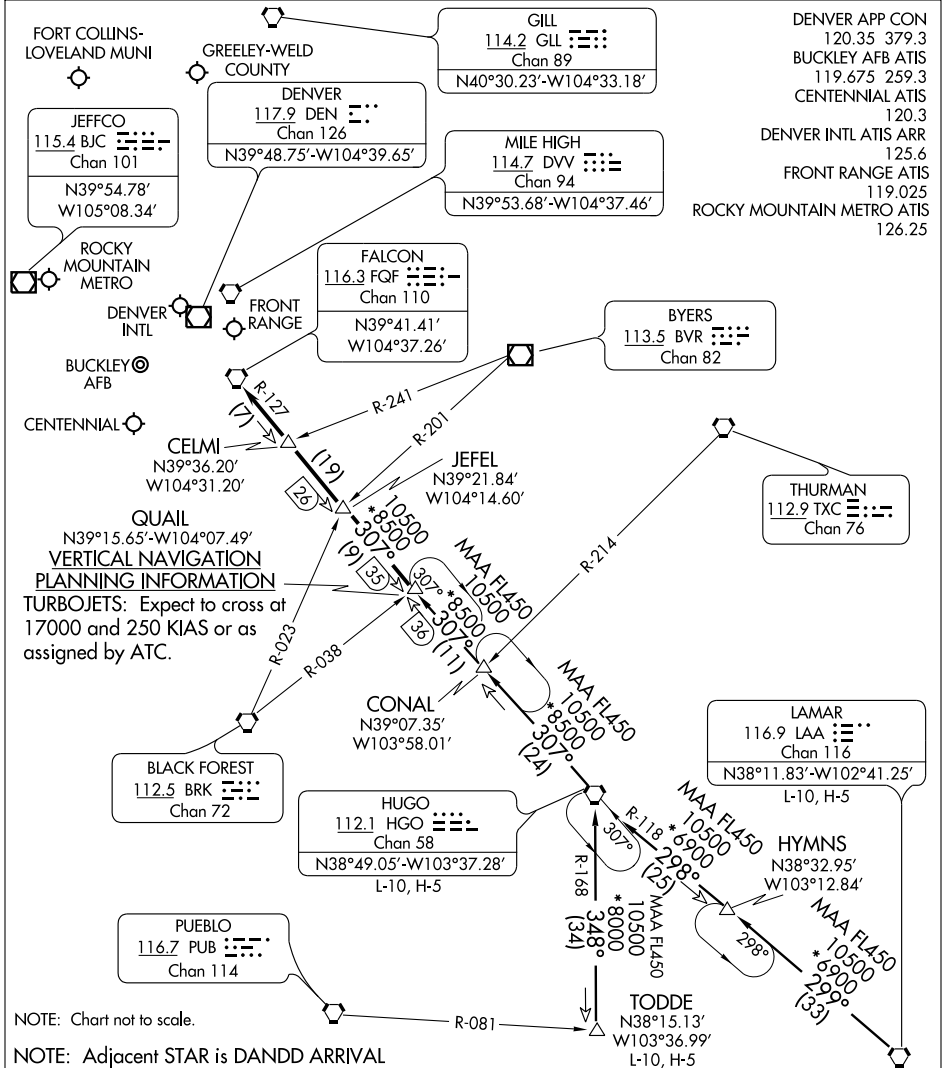 FORT COLLINS-
LOVELAND MUNI
GREELEY-WELD
COUNTY
GILL
114.2 GLL
Chan 89
N40°30.23'-W104°33.18'
DENVER APP CON
120.35 379.3
BUCKLEY AFB ATIS
119.675 259.3
CENTENNIAL ATIS
120.3
DENVER INTL ATIS ARR
125.6
FRONT RANGE ATIS
119.025
ROCKY MOUNTAIN METRO ATIS
126.25
JEFFCO
115.4 BJC
Chan 101
N39°54.78'
W105°08.34'
DENVER
117.9 DEN
Chan 126
N39°48.75'-W104°39.65'
MILE HIGH
114.7 DVV
Chan 94
N39°53.68'-W104°37.46'
ROCKY
MOUNTAIN
METRO
DENVER
INTL
FRONT
RANGE
FALCON
116.3 FQF
Chan 110
N39°41.41'
W104°37.26'
BYERS
113.5 BVR
Chan 82
BUCKLEY
AFB
CENTENNIAL
R-127
(7)
R-241
R-201
CELMI
N39°36.20'
W104°31.20'
(19)
26
JEFEL
N39°21.84'
W104°14.60'
THURMAN
112.9 TXC
Chan 76
R-214
QUAIL
N39°15.65'-W104°07.49'
VERTICAL NAVIGATION
PLANNING INFORMATION
TURBOJETS: Expect to cross at
17000 and 250 KIAS or as
assigned by ATC.
10500
*8500
307°
(9)
35
307°
36
MAA FL450
10500
*8500
307°
(11)
R-023
R-038
CONAL
N39°07.35'
W103°58.01'
MAA FL450
10500
*8500
307°
(24)
BLACK FOREST
112.5 BRK
Chan 72
LAMAR
116.9 LAA
Chan 116
N38°11.83'-W102°41.25'
L-10, H-5
HUGO
112.1 HGO
Chan 58
N38°49.05'-W103°37.28'
L-10, H-5
307°
R-118
MAA FL450
10500
*6900
298°
(25)
HYMNS
N38°32.95'
W103°12.84'
298°
R-168
348°
(34)
*8000
10500
MAA FL450
MAA FL450
10500
*6900
299°
(33)
PUEBLO
116.7 PUB
Chan 114
R-081
TODDE
N38°15.13'
W103°36.99'
L-10, H-5
NOTE: Chart not to scale.
NOTE: Adjacent STAR is DANDD ARRIVAL